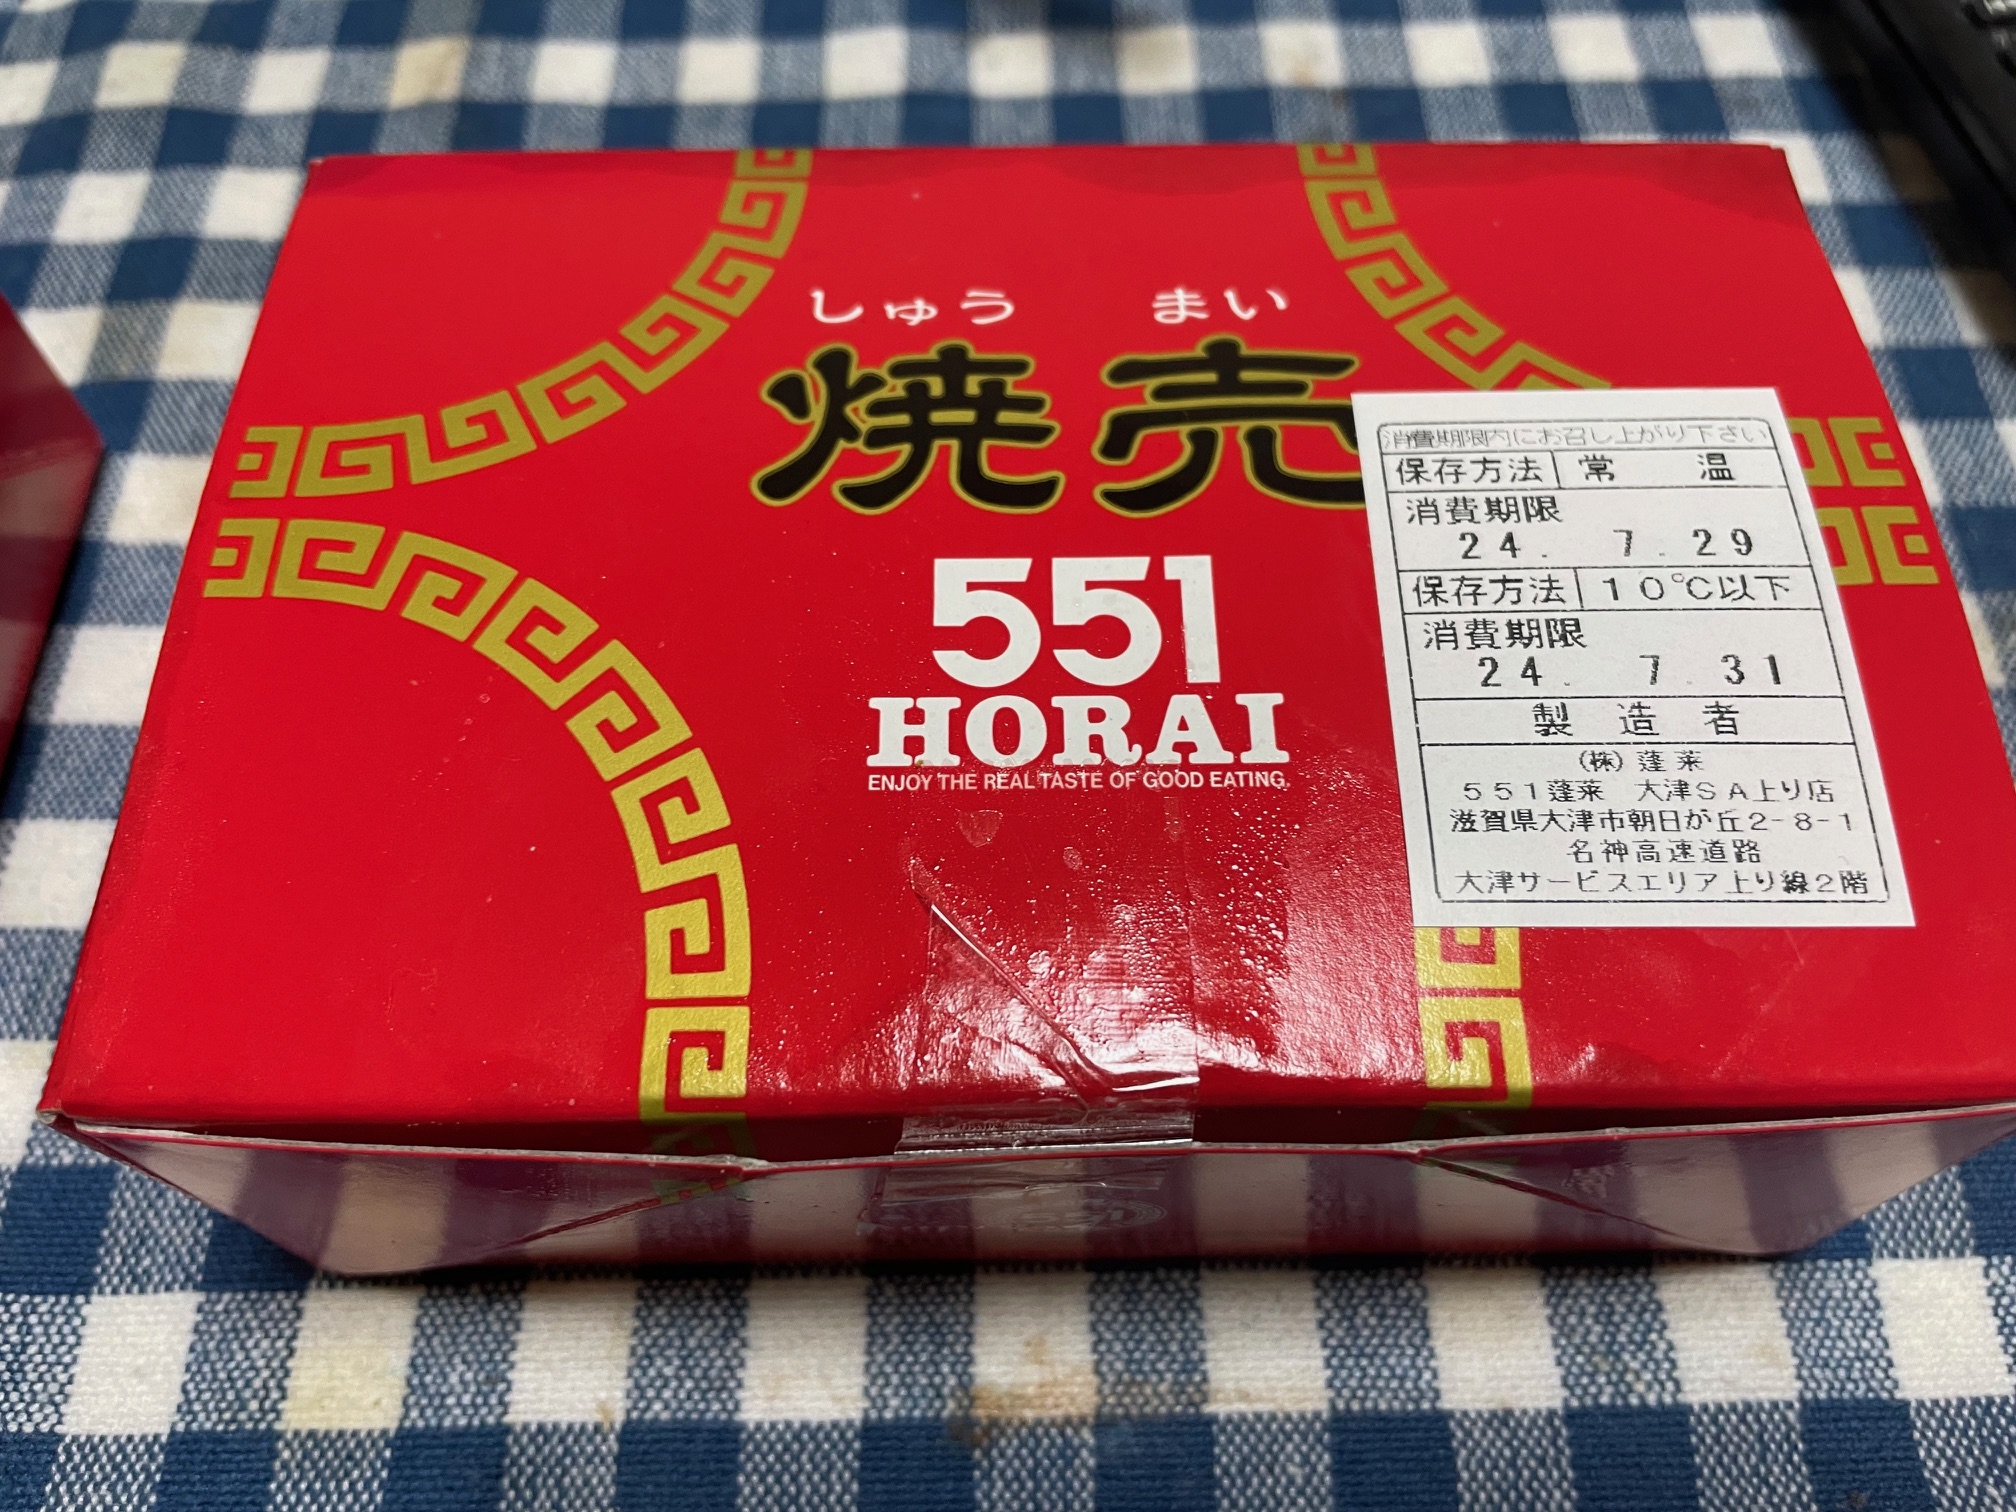 しゅうまい
焼売
551
HORAI
ENJOY THE REAL TASTE OF GOOD EATING.
消費期限内にお召し上がり下さい
保存方法 常 温
消費期限
24. 7. 29
保存方法 10℃以下
消費期限
24. 7. 31
製 造 者
(株)蓬莱
551蓬莱 大津SA上り店
滋賀県大津市朝日が丘2-8-1
名神高速道路
大津サービスエリア上り線2階